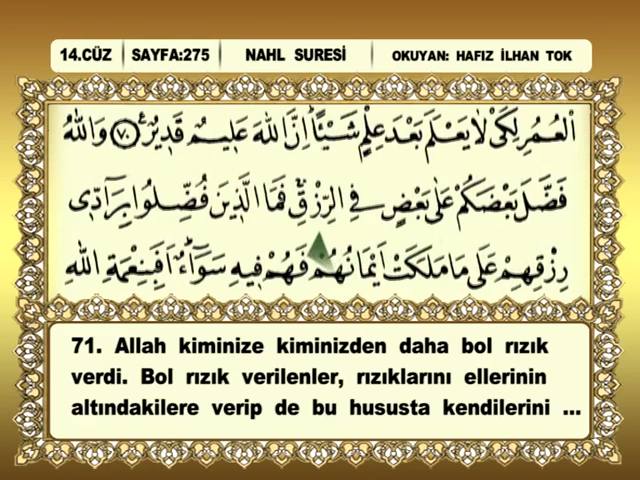 14.CÜZ SAYFA:275 NAHL SURESİ OKUYAN: HAFIZ İLHAN TOK
الْعُمُرِ لِكَيْ لَا يَعْلَمَ بَعْدَ عِلْمٍ شَيْـًٔاۜ اِنَّ اللّٰهَ عَل۪يمٌ قَد۪يرٌ۟ ﴿٧٠﴾ وَاللّٰهُ
فَضَّلَ بَعْضَكُمْ عَلٰى بَعْضٍ فِي الرِّزْقِۚ فَمَا الَّذ۪ينَ فُضِّلُوا بِرَٓادّ۪ي
رِزْقِهِمْ عَلٰى مَا مَلَكَتْ اَيْمَانُهُمْ فَهُمْ ف۪يهِ سَوَٓاءٌۜ اَفَبِنِعْمَةِ اللّٰهِ
71. Allah kiminize kiminizden daha bol rızık
verdi. Bol rızık verilenler, rızıklarını ellerinin
altındakilere verip de bu hususta kendilerini ...